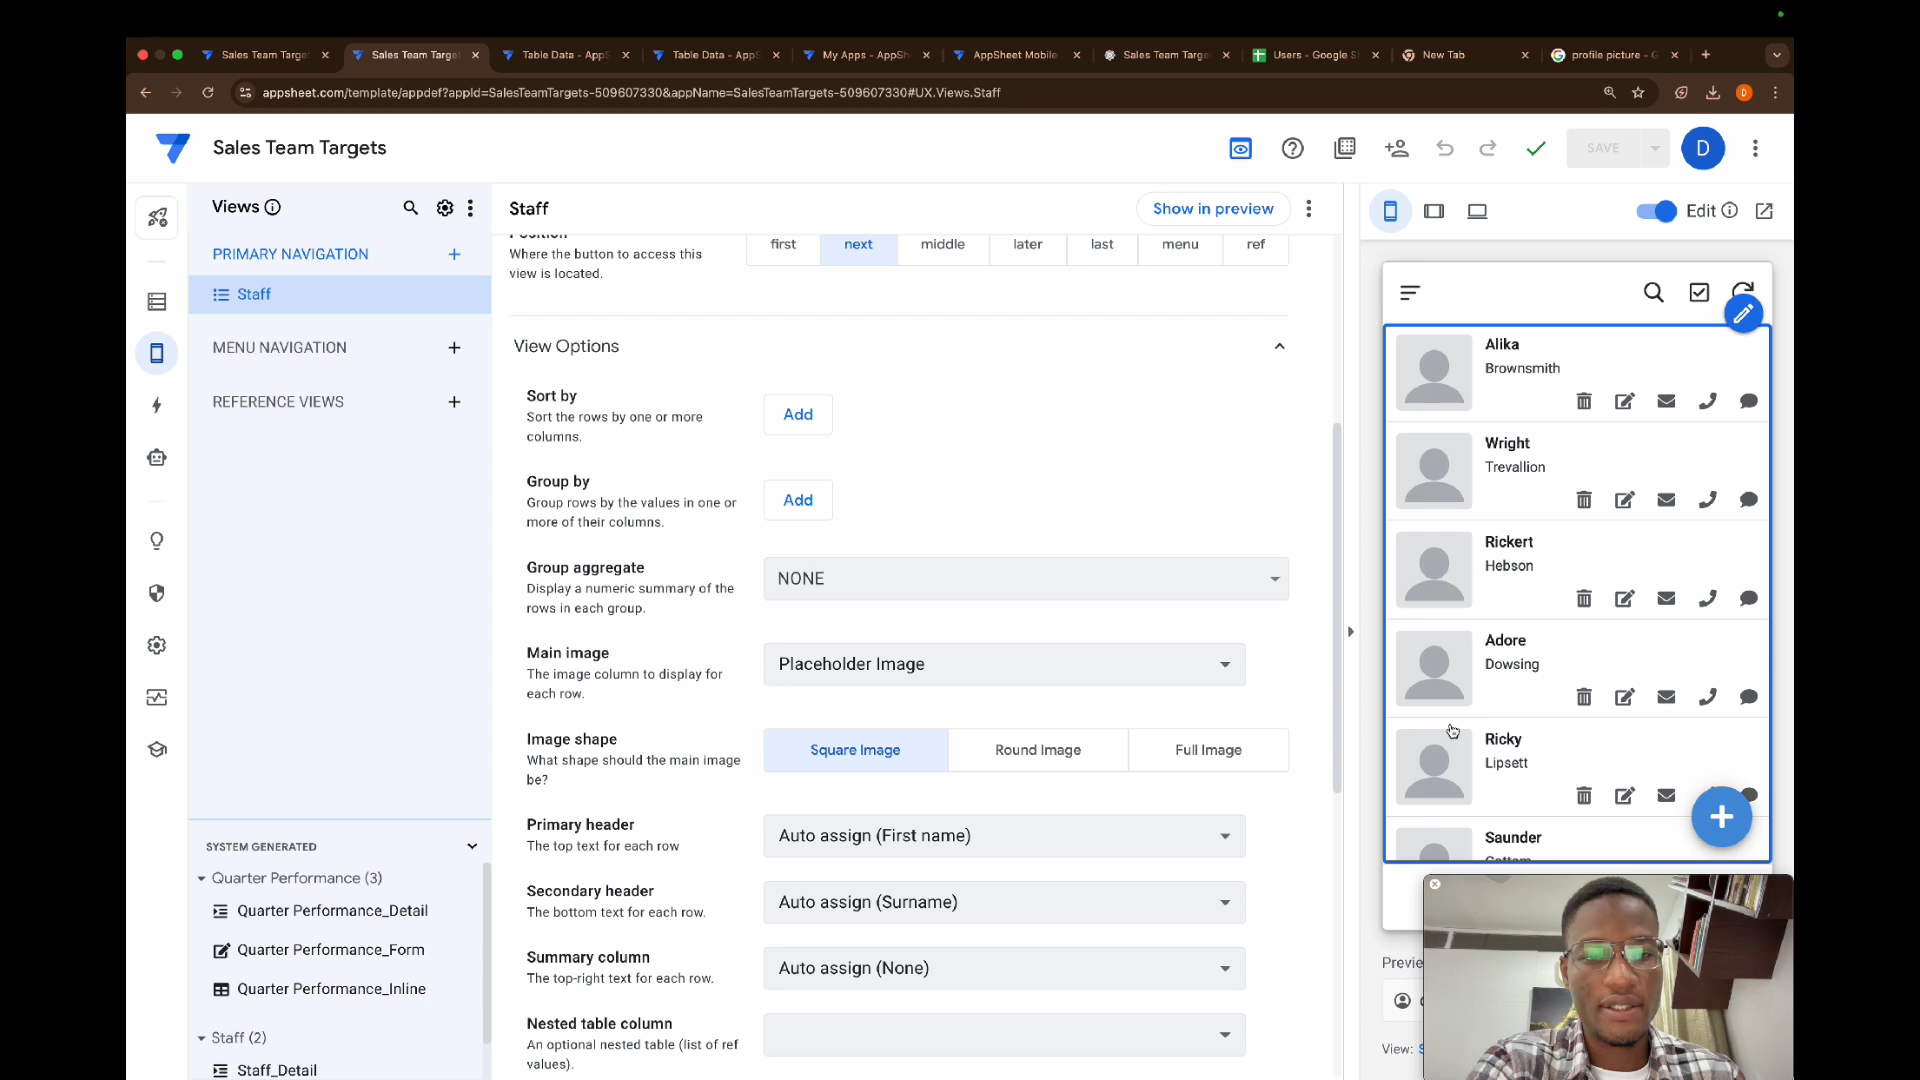 Sales Team Targe
Sales Team Targe
Table Data - AppS
Table Data - AppS
My Apps - AppSh
AppSheet Mobile
Sales Team Targe
Users - Google S
New Tab
profile picture - G
appsheet.com/template/appdef?appId=SalesTeamTargets-509607330&appName=SalesTeamTargets-509607330#UX.Views.Staff
D
Sales Team Targets
SAVE
D
Views
Staff
Show in preview
Edit
PRIMARY NAVIGATION
Staff
MENU NAVIGATION
REFERENCE VIEWS
Position
Where the button to access this
view is located.
first
next
middle
later
last
menu
ref
View Options
Sort by
Sort the rows by one or more
columns.
Add
Group by
Group rows by the values in one or
more of their columns.
Add
Group aggregate
Display a numeric summary of the
rows in each group.
NONE
Main image
The image column to display for
each row.
Placeholder Image
Image shape
What shape should the main image
be?
Square Image
Round Image
Full Image
Primary header
The top text for each row
Auto assign (First name)
Secondary header
The bottom text for each row.
Auto assign (Surname)
Summary column
The top-right text for each row.
Auto assign (None)
Nested table column
An optional nested table (list of ref
values).
SYSTEM GENERATED
Quarter Performance (3)
Quarter Performance_Detail
Quarter Performance_Form
Quarter Performance_Inline
Staff (2)
Staff_Detail
Alika
Brownsmith
Wright
Trevallion
Rickert
Hebson
Adore
Dowsing
Ricky
Lipsett
Saunder
Previe
View: S